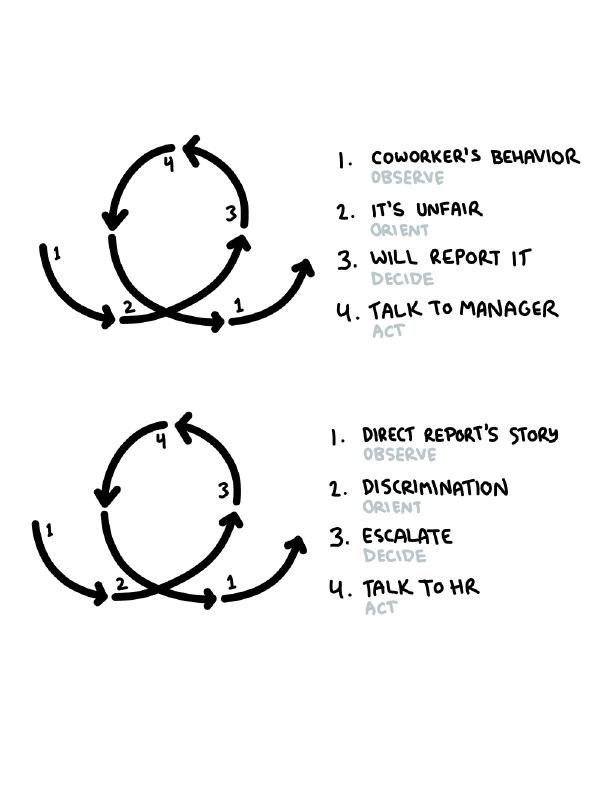 4
3
1
2
1
1. COWORKER'S BEHAVIOR
OBSERVE
2. IT'S UNFAIR
ORIENT
3. WILL REPORT IT
DECIDE
4. TALK TO MANAGER
ACT
4
3
1
2
1
1. DIRECT REPORT'S STORY
OBSERVE
2. DISCRIMINATION
ORIENT
3. ESCALATE
DECIDE
4. TALK TO HR
ACT